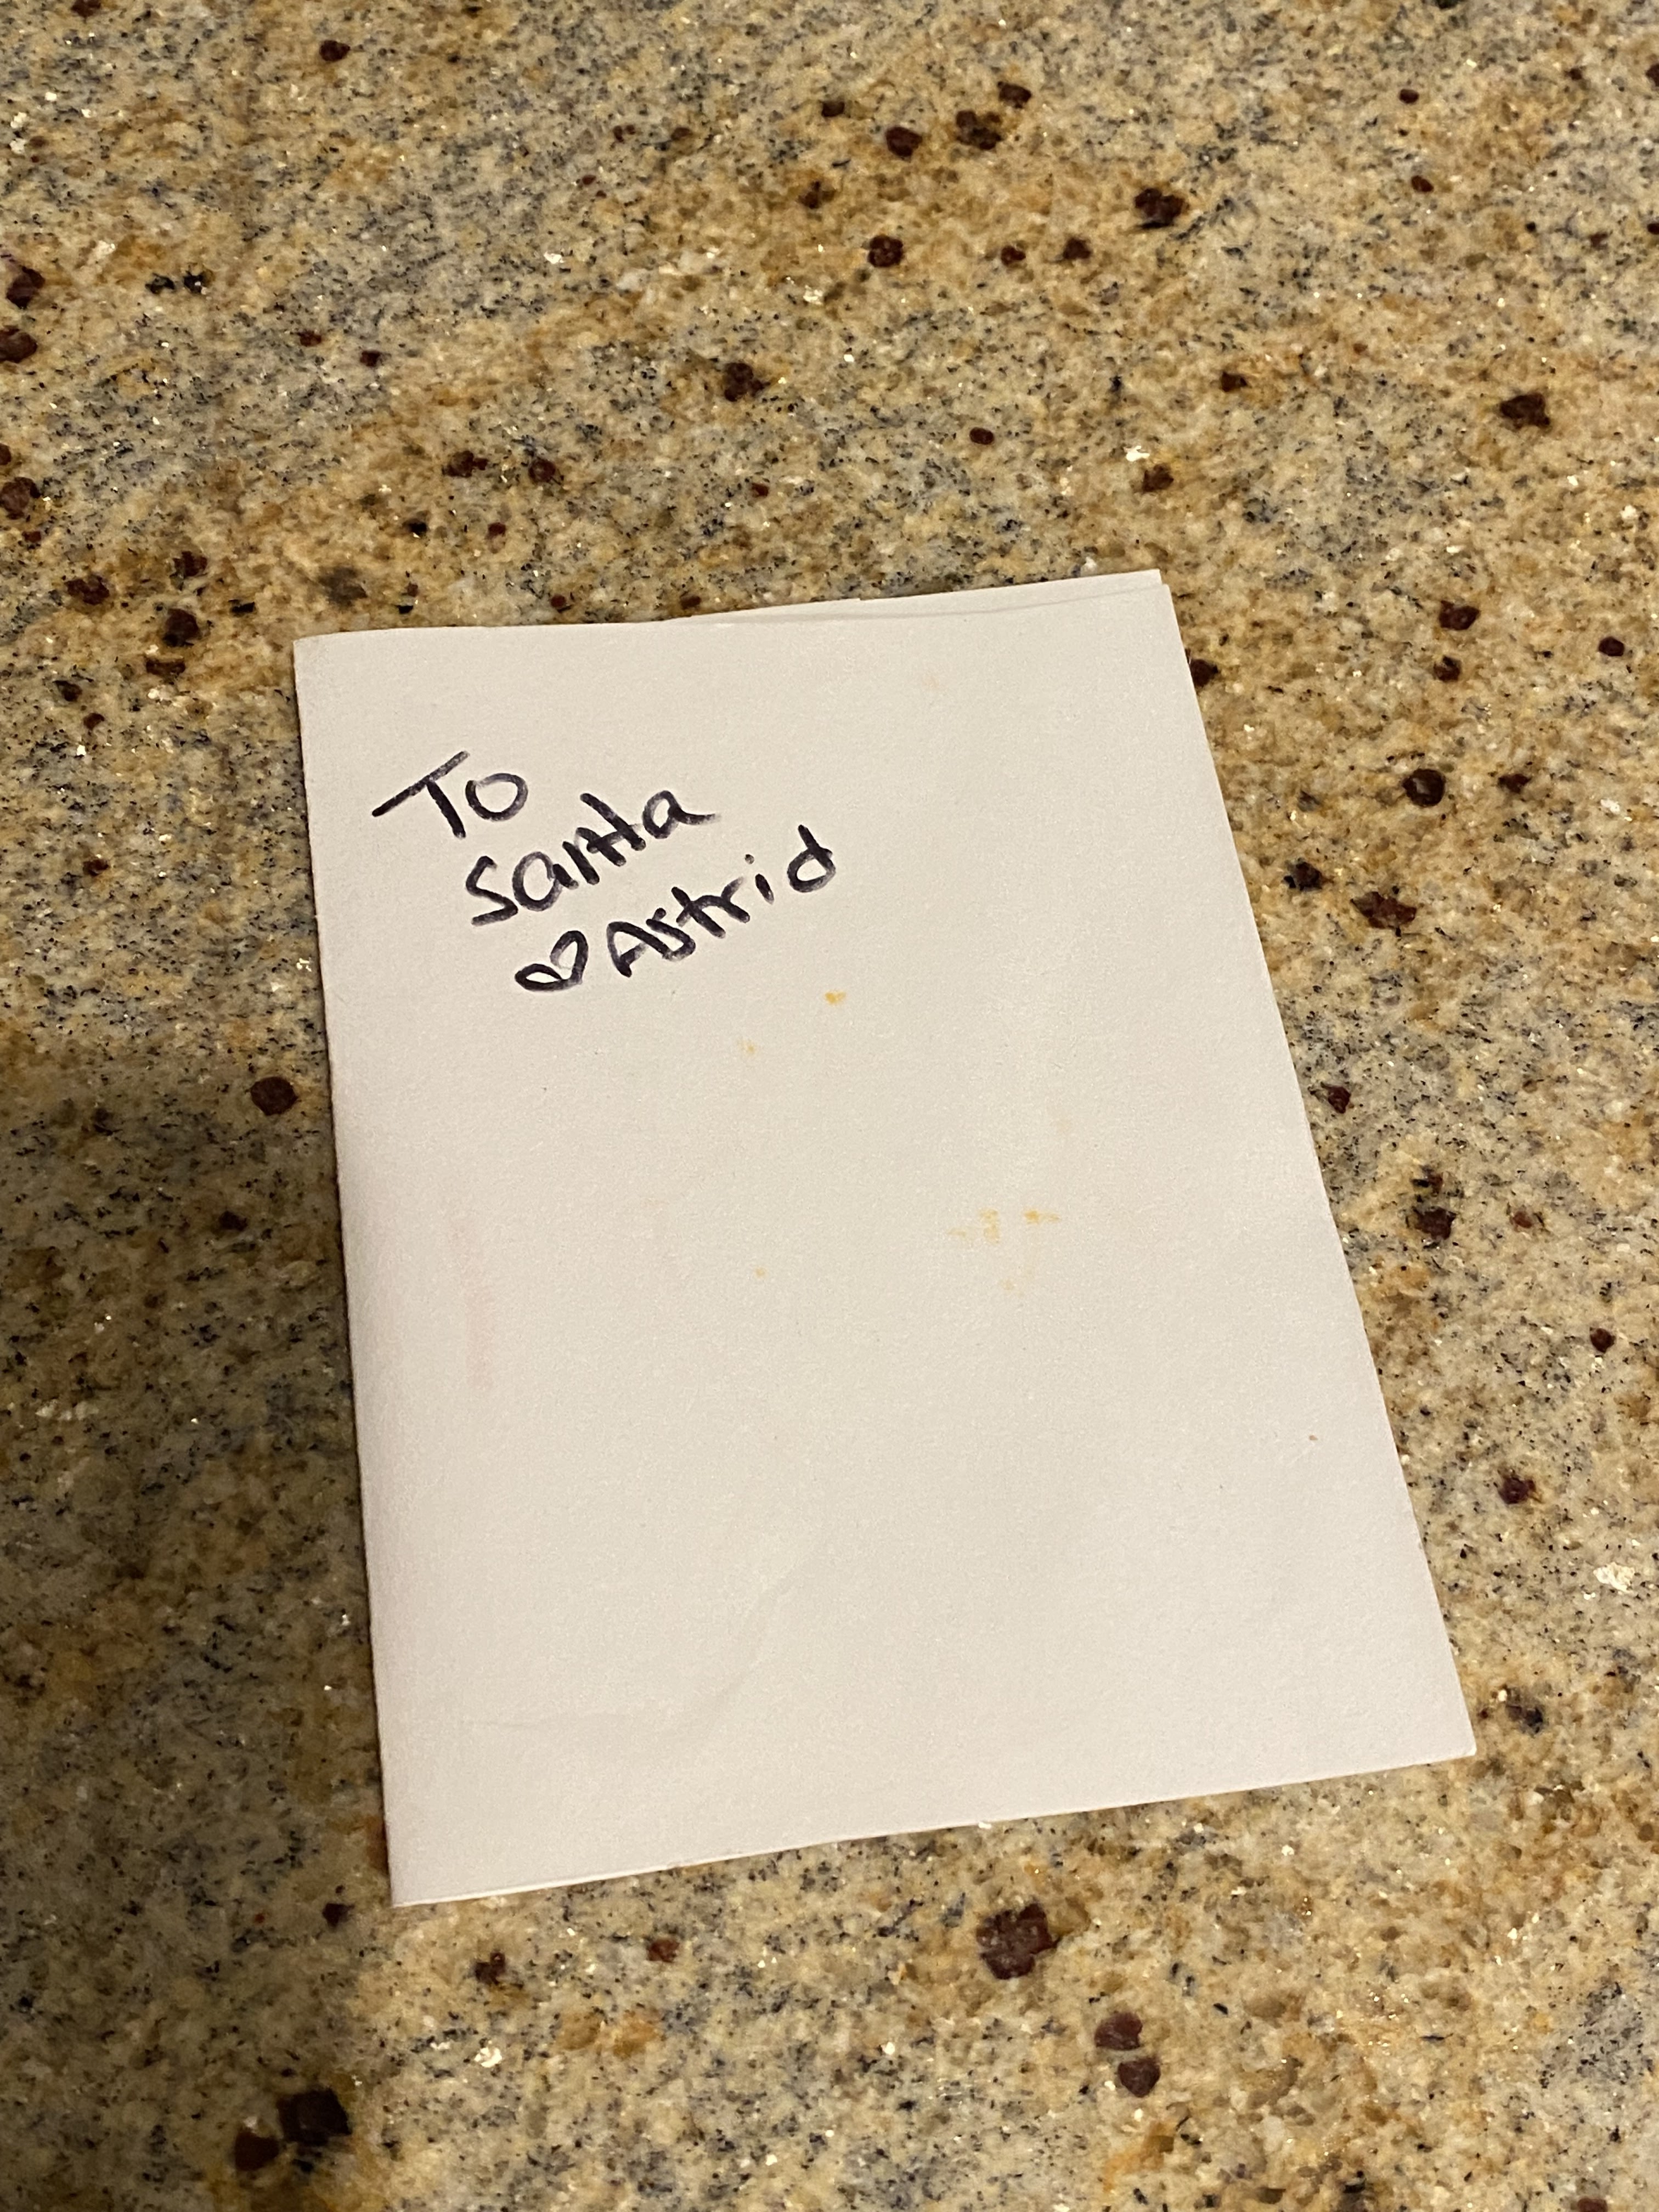 To
Santa
♡Astrid